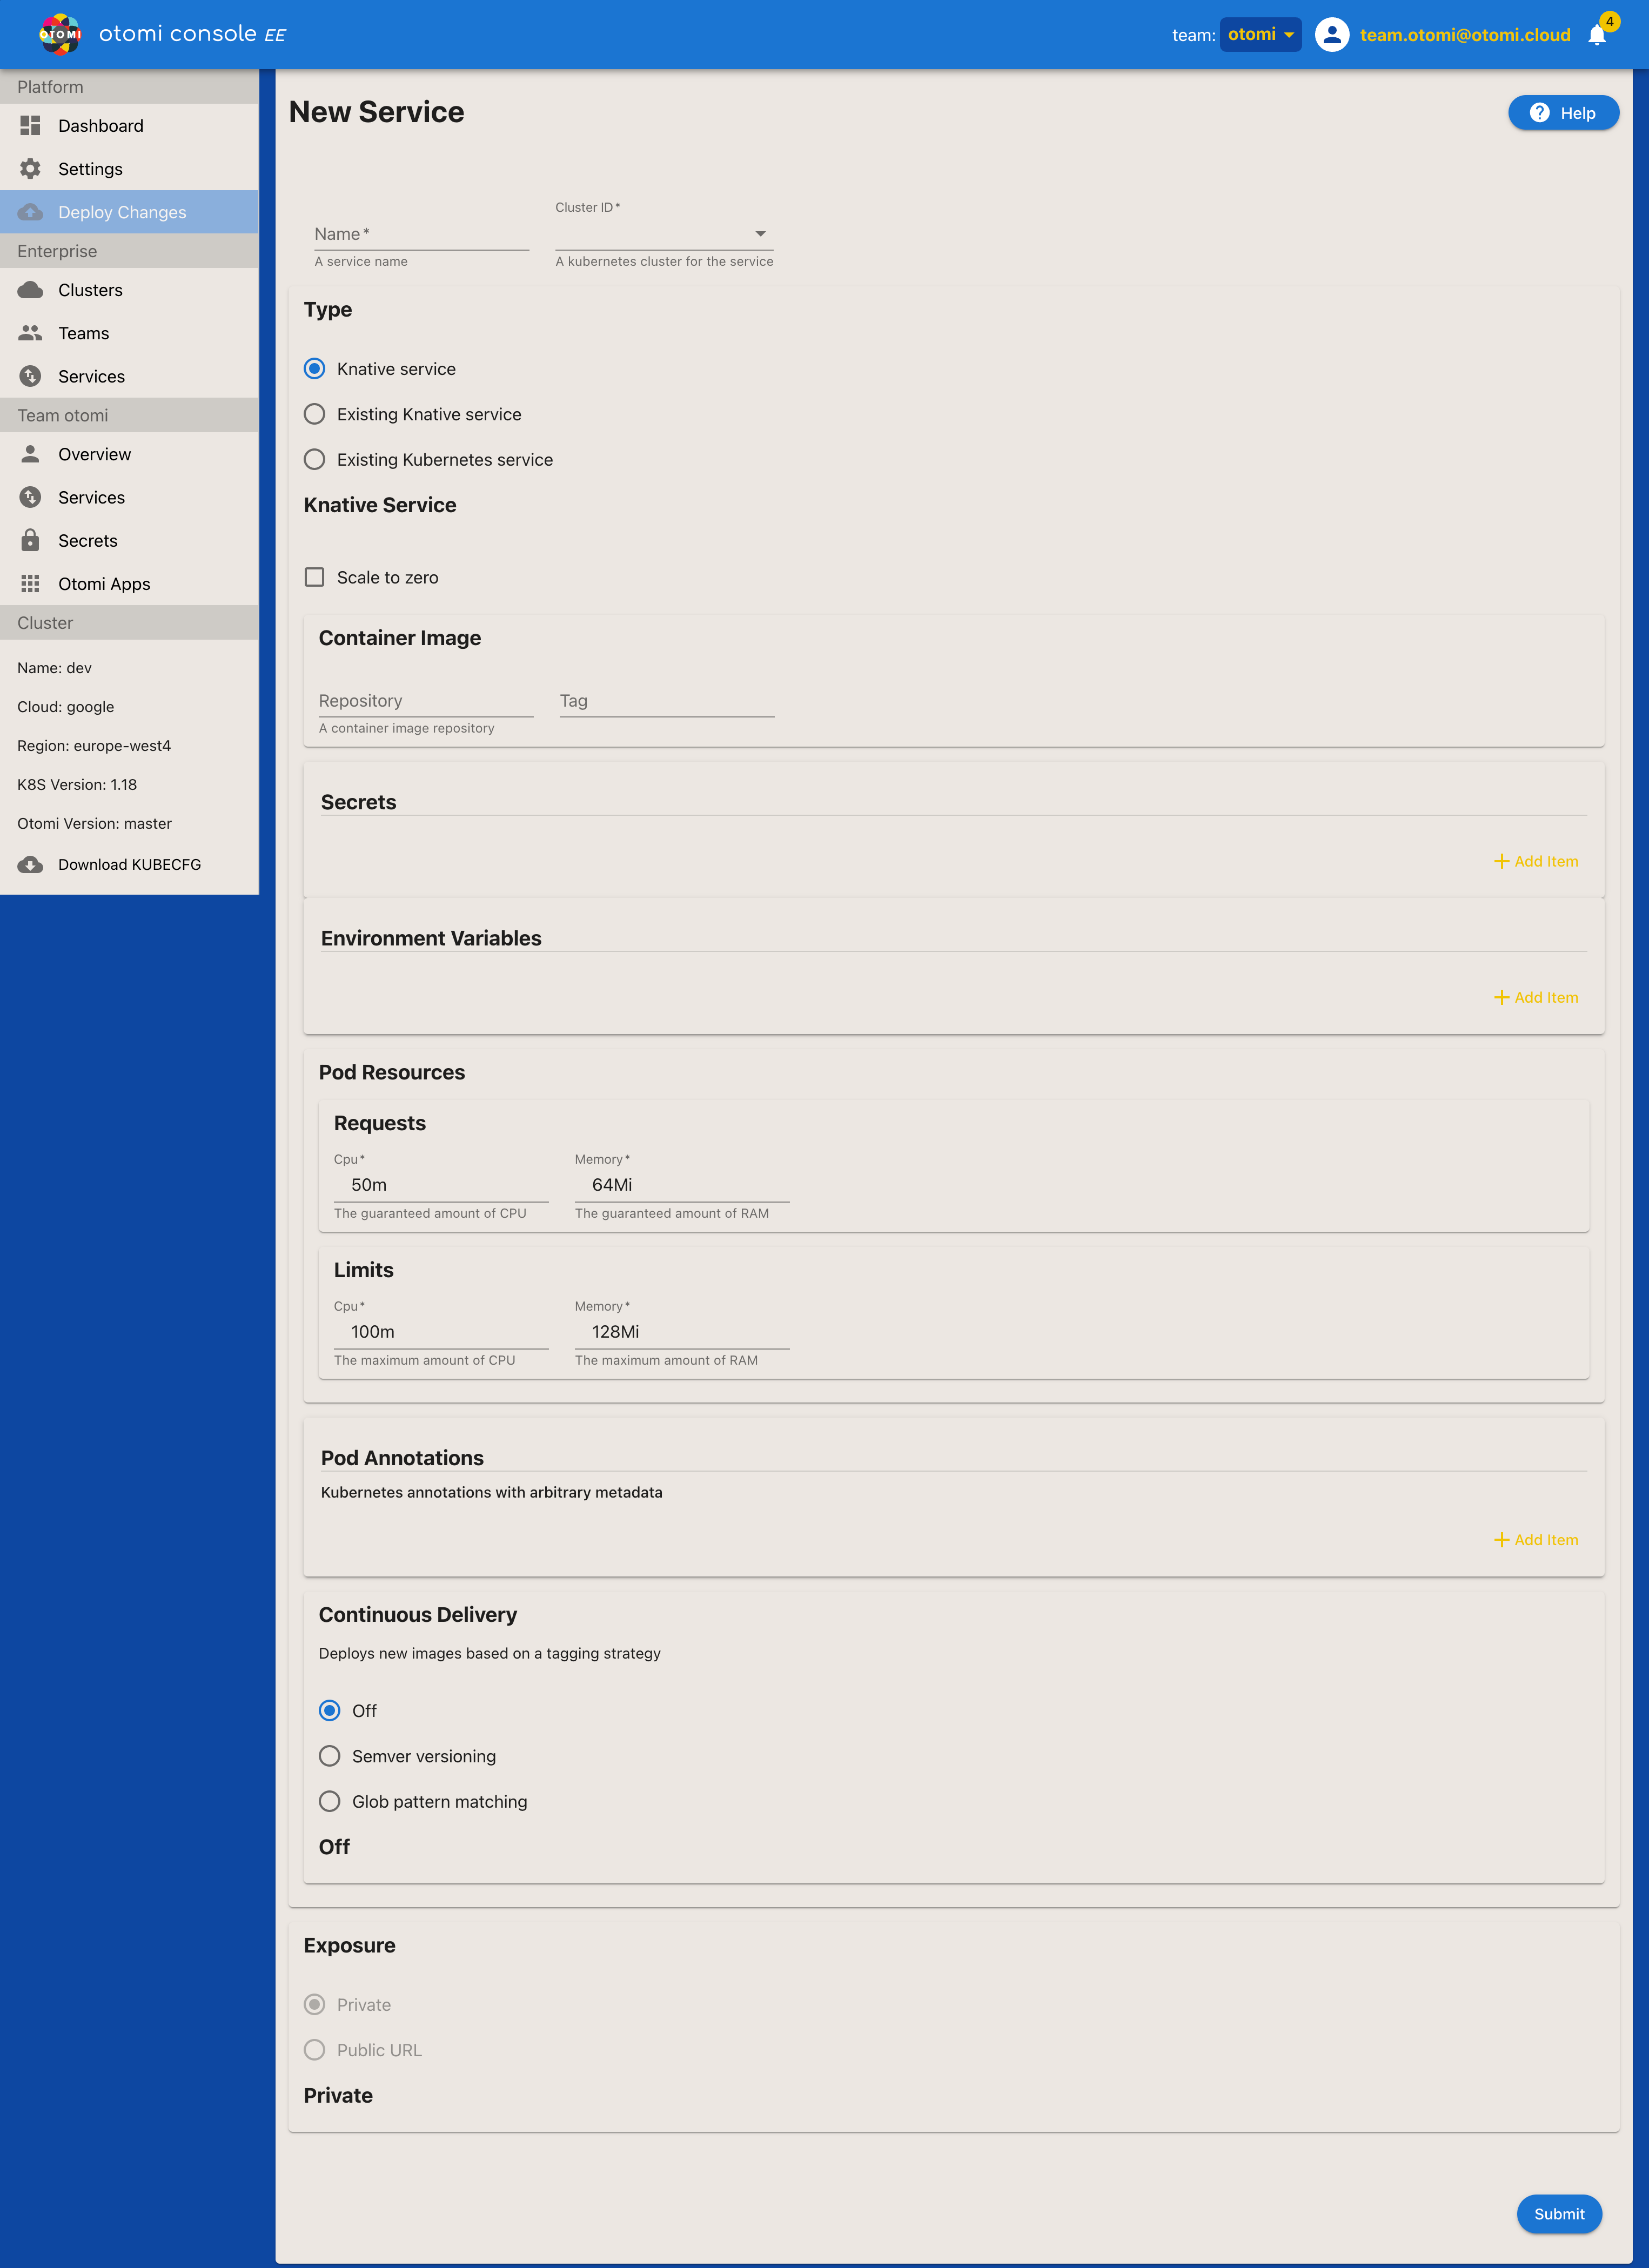 OTOMI
otomi console EE
team: otomi
team.otomi@otomi.cloud
4
Platform
Dashboard
Settings
Deploy Changes
Enterprise
Clusters
Teams
Services
Team otomi
Overview
Services
Secrets
Otomi Apps
Cluster
Name: dev
Cloud: google
Region: europe-west4
K8S Version: 1.18
Otomi Version: master
Download KUBECFG
New Service
Help
Name *
A service name
Cluster ID *
A kubernetes cluster for the service
Type
Knative service
Existing Knative service
Existing Kubernetes service
Knative Service
Scale to zero
Container Image
Repository
A container image repository
Tag
Secrets
Add Item
Environment Variables
Add Item
Pod Resources
Requests
Cpu *
50m
The guaranteed amount of CPU
Memory *
64Mi
The guaranteed amount of RAM
Limits
Cpu *
100m
The maximum amount of CPU
Memory *
128Mi
The maximum amount of RAM
Pod Annotations
Kubernetes annotations with arbitrary metadata
Add Item
Continuous Delivery
Deploys new images based on a tagging strategy
Off
Semver versioning
Glob pattern matching
Off
Exposure
Private
Public URL
Private
Submit